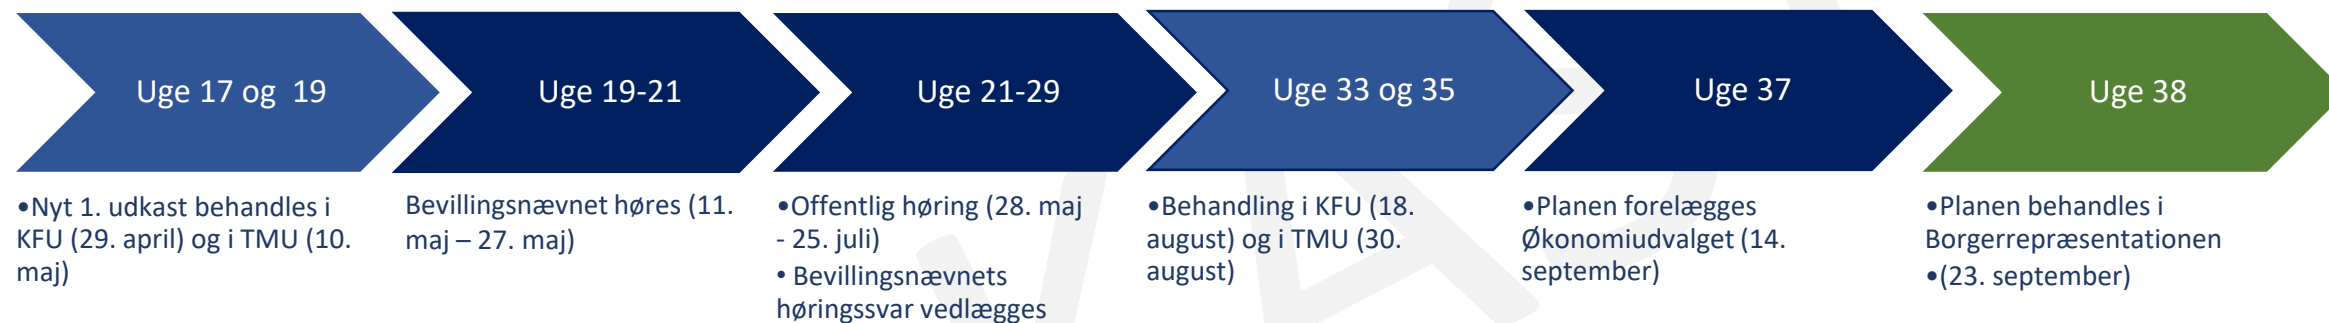 Uge 17 og  19
Uge 19-21
Uge 21-29
Uge 33 og 35
Uge 37
Uge 38
•Nyt 1. udkast behandles i
KFU (29. april) og i TMU (10.
maj)
Bevillingsnævnet høres (11.
maj – 27. maj)
•Offentlig høring (28. maj
- 25. juli)
• Bevillingsnævnets
høringssvar vedlægges
•Behandling i KFU (18.
august) og i TMU (30.
august)
•Planen forelægges
Økonomiudvalget (14.
september)
•Planen behandles i
Borgerrepræsentationen
•(23. september)